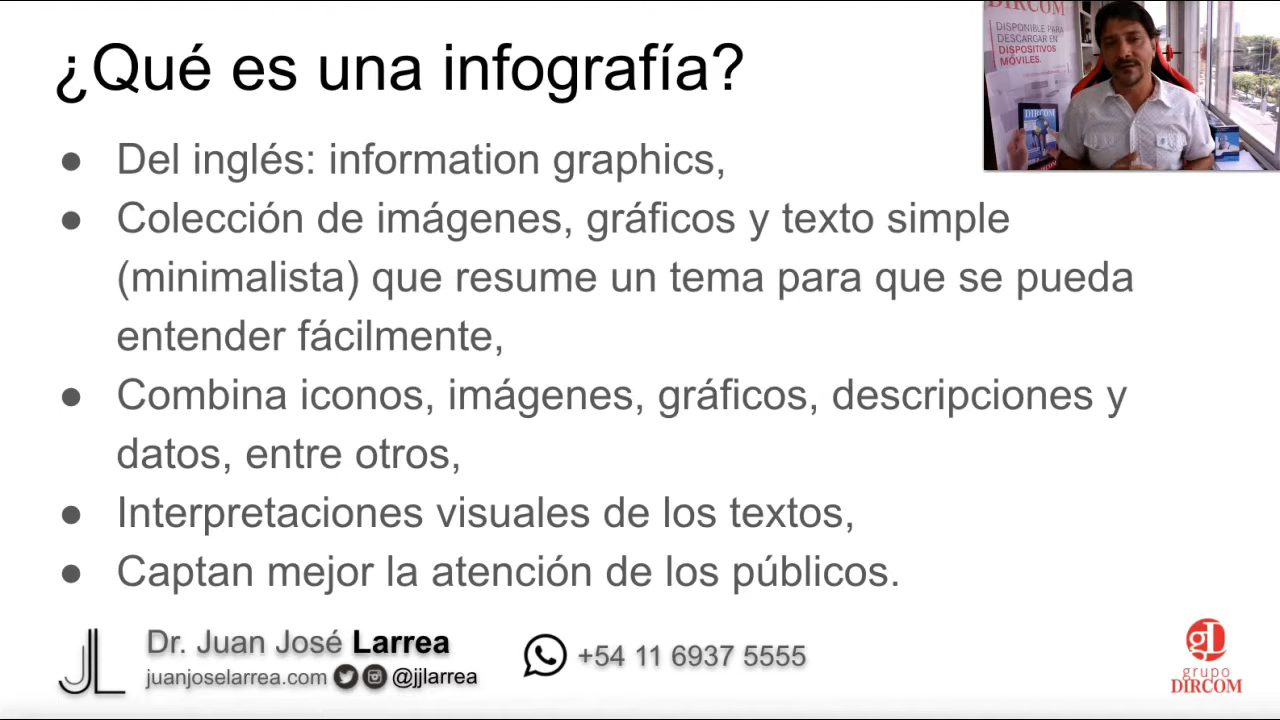 ¿Qué es una infografía?
● Del inglés: information graphics,
● Colección de imágenes, gráficos y texto simple
(minimalista) que resume un tema para que se pueda
entender fácilmente,
● Combina iconos, imágenes, gráficos, descripciones y
datos, entre otros,
● Interpretaciones visuales de los textos,
● Captan mejor la atención de los públicos.
DIRCOM
DISPONIBLE PARA
DESCARGAR EN
DISPOSITIVOS
MÓVILES.
DIRCOM
JL
Dr. Juan José Larrea
juanjoselarrea.com @jjlarrea
+54 11 6937 5555
grupo
DIRCOM